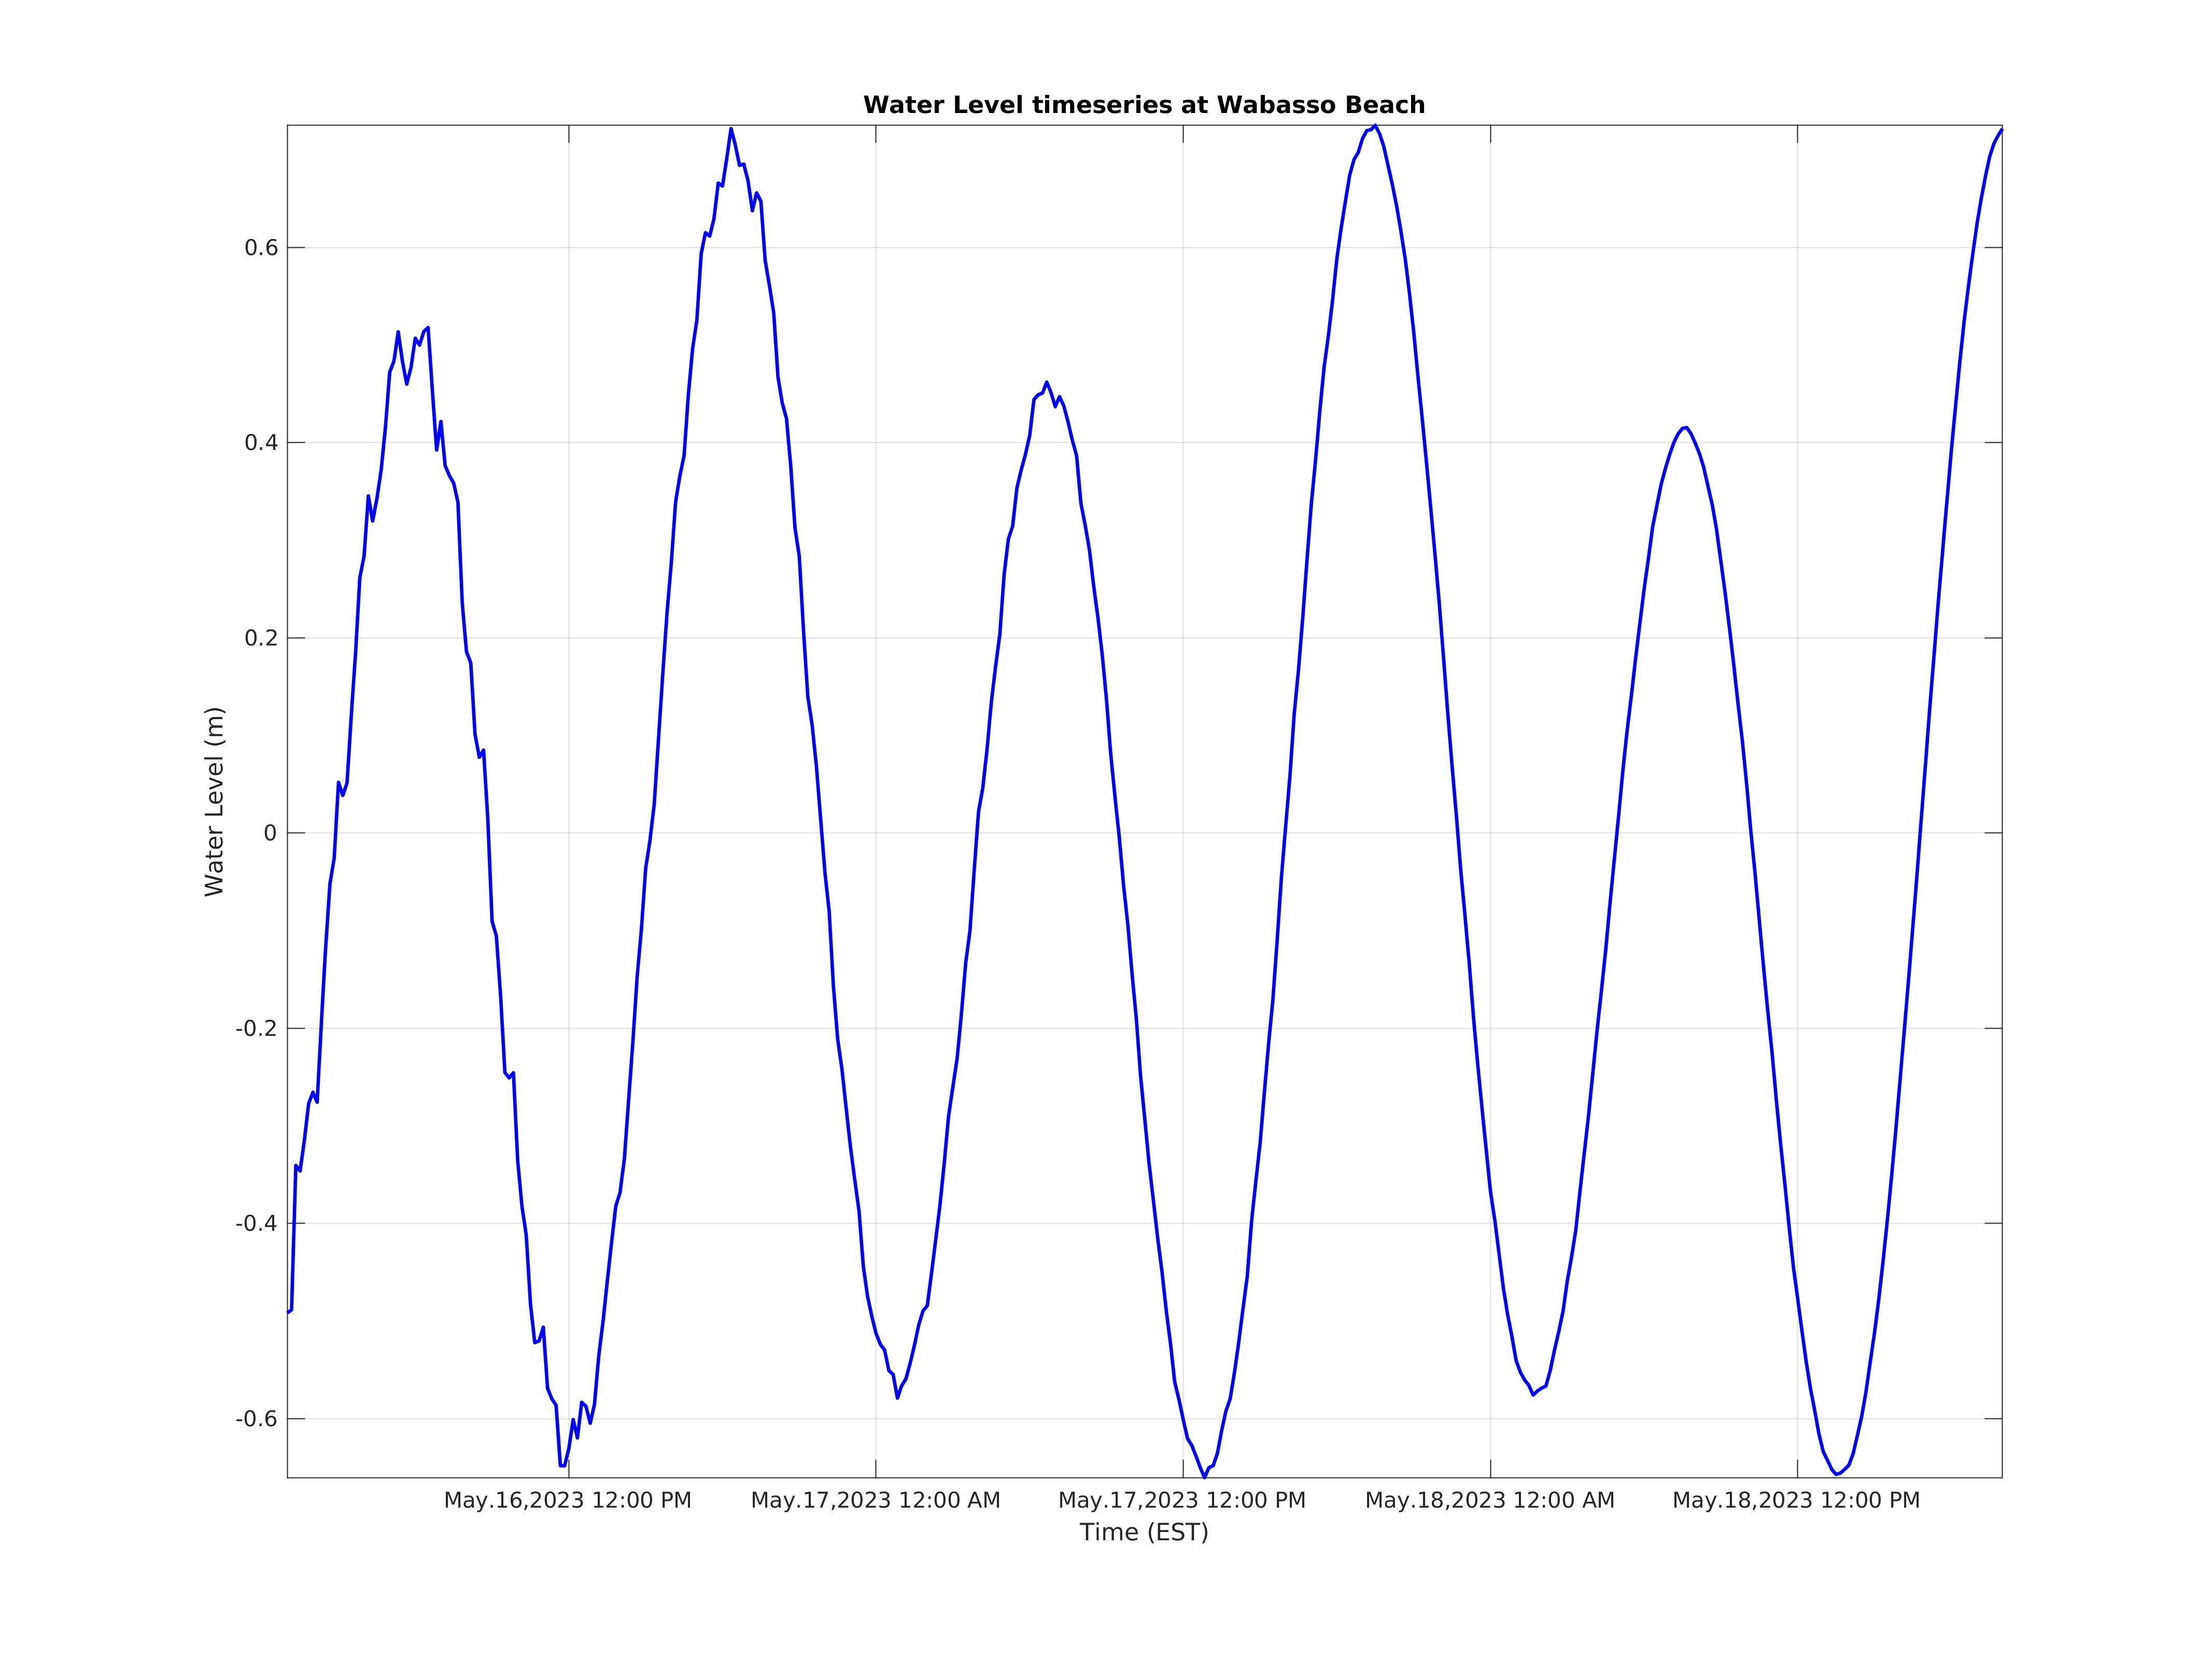 Water Level timeseries at Wabasso Beach
Water Level (m)
0.6
0.4
0.2
0
-0.2
-0.4
-0.6
May.16,2023 12:00 PM
May.17,2023 12:00 AM
May.17,2023 12:00 PM
May.18,2023 12:00 AM
May.18,2023 12:00 PM
Time (EST)